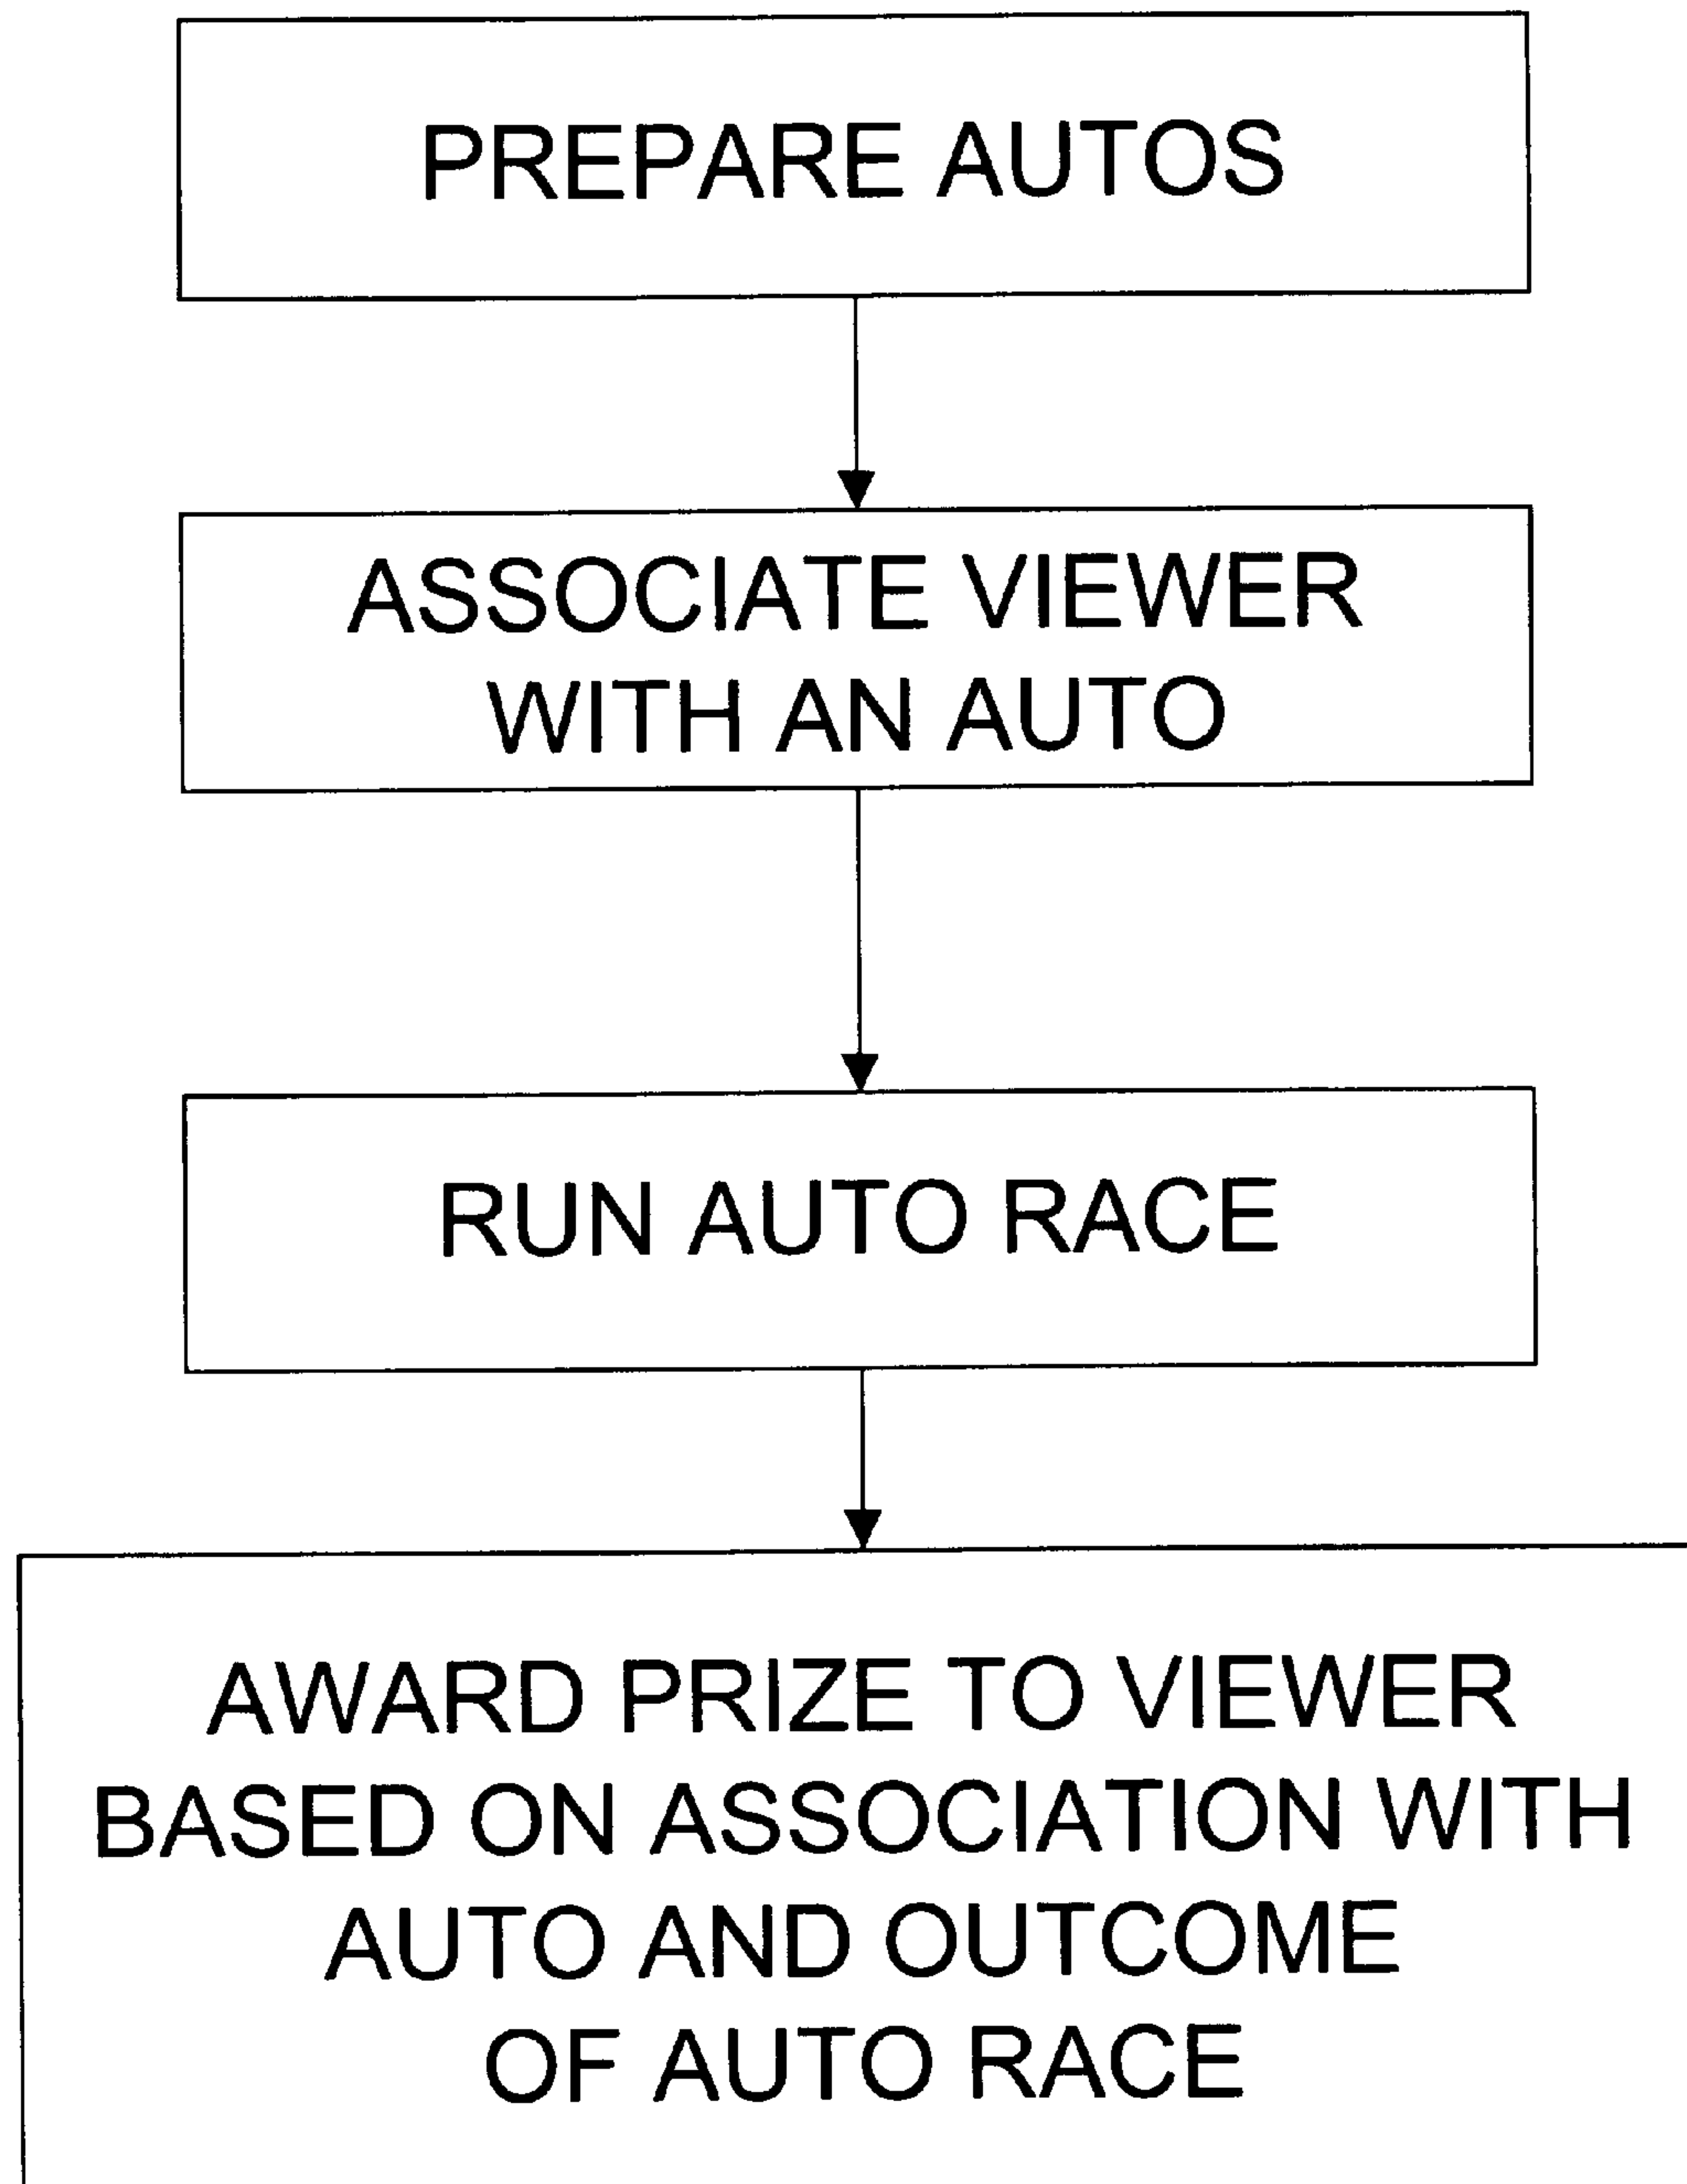 PREPARE AUTOS
ASSOCIATE VIEWER
WITH AN AUTO
RUN AUTO RACE
AWARD PRIZE TO VIEWER
BASED ON ASSOCIATION WITH
AUTO AND OUTCOME
OF AUTO RACE